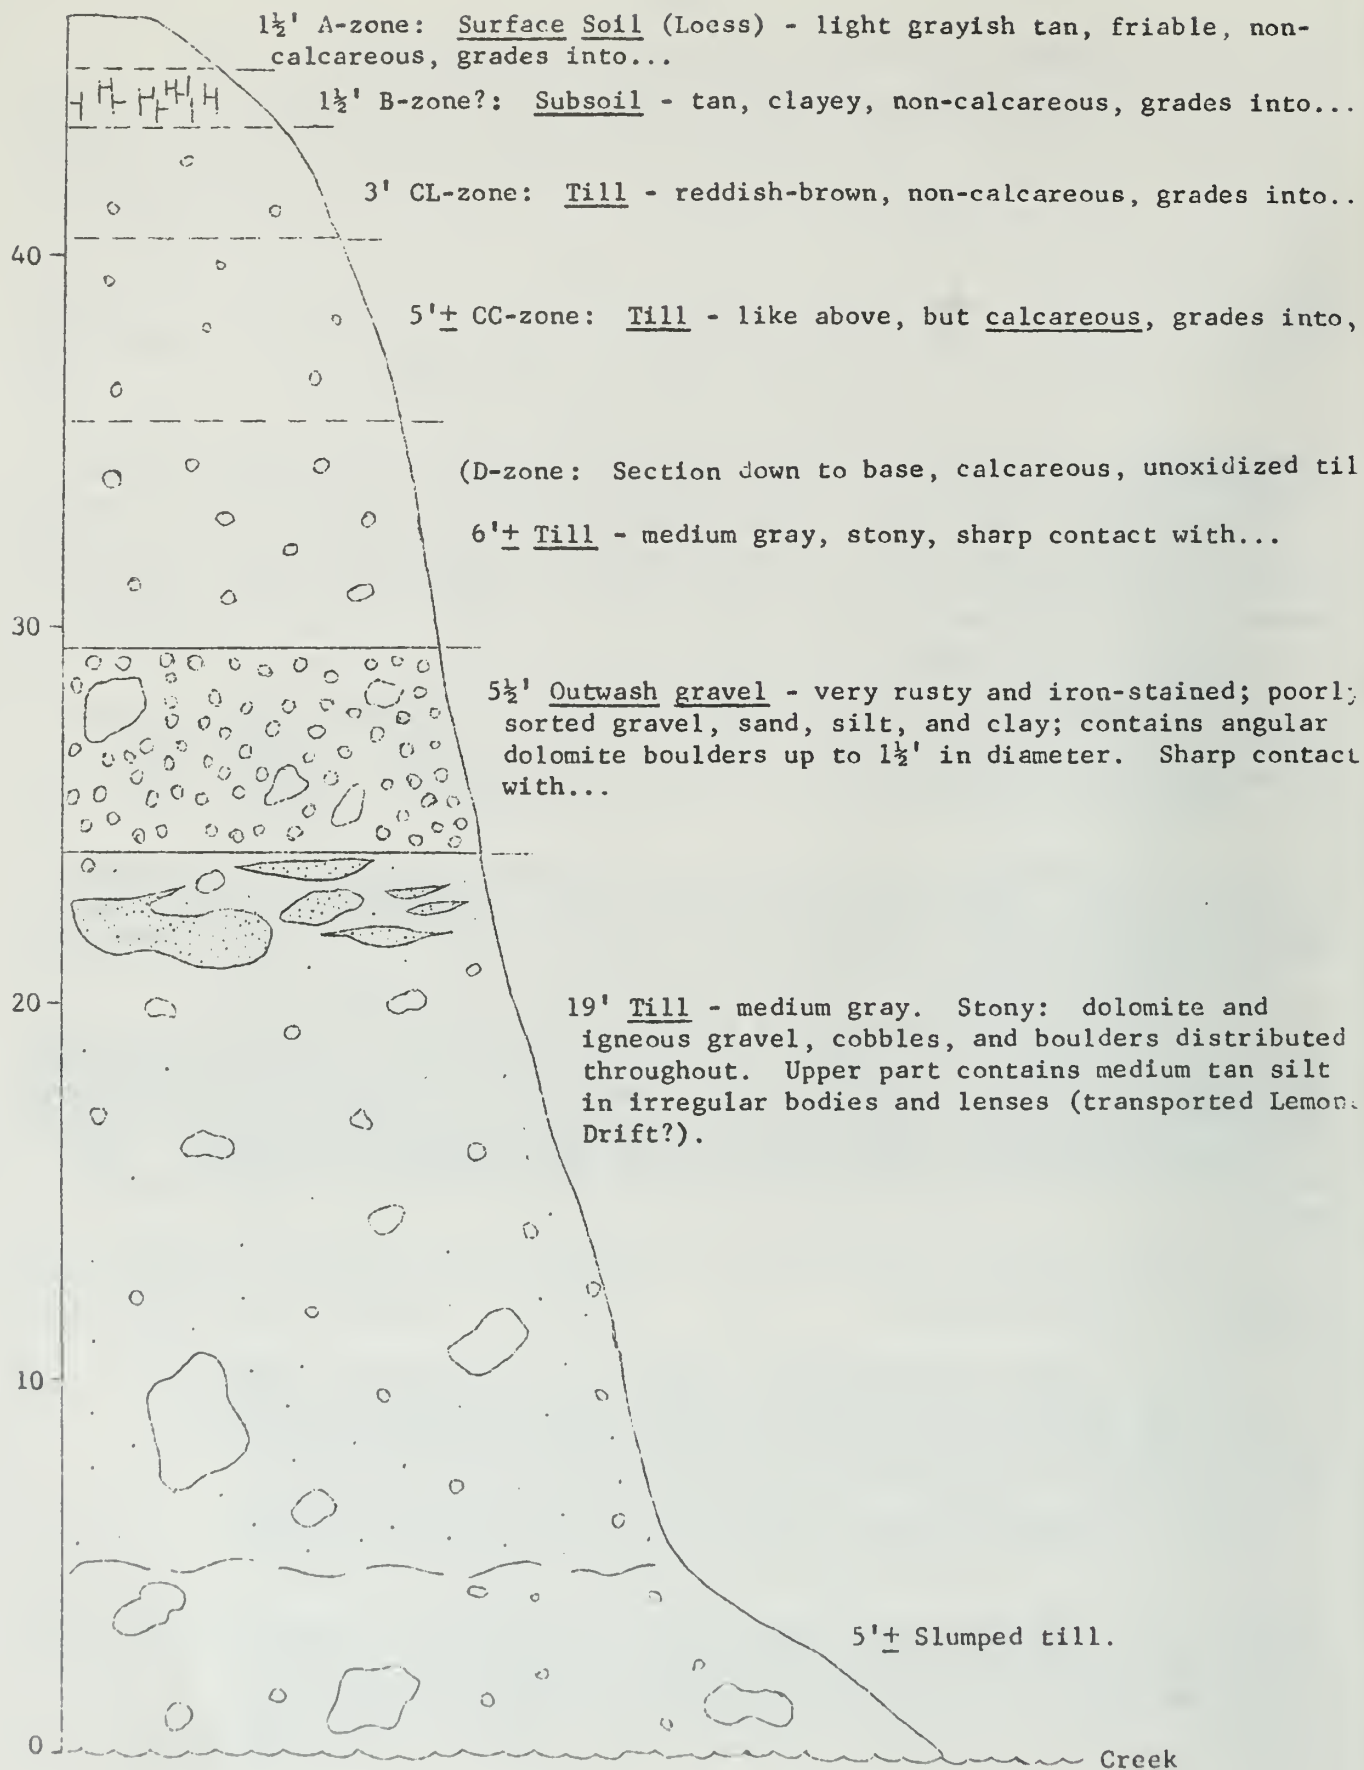 1½' A-zone: Surface Soil (Loess) - light grayish tan, friable, non-
calcareous, grades into...
1½' B-zone?: Subsoil - tan, clayey, non-calcareous, grades into...
3' CL-zone: Till - reddish-brown, non-calcareous, grades into..
40
5'± CC-zone: Till - like above, but calcareous, grades into,
(D-zone: Section down to base, calcareous, unoxidized til
6'± Till - medium gray, stony, sharp contact with...
30
5½' Outwash gravel - very rusty and iron-stained; poorl
sorted gravel, sand, silt, and clay; contains angular
dolomite boulders up to 1½' in diameter. Sharp contact
with...
20
19' Till - medium gray. Stony: dolomite and
igneous gravel, cobbles, and boulders distributed
throughout. Upper part contains medium tan silt
in irregular bodies and lenses (transported Lemon
Drift?).
10
5'± Slumped till.
0
Creek